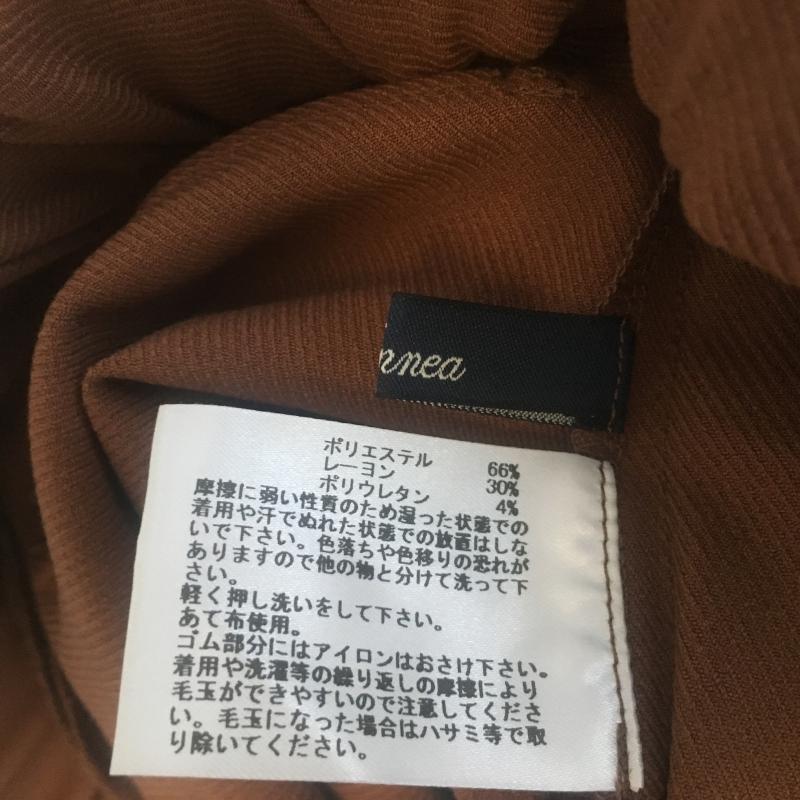 nnea
ポリエステル 66%
レーヨン 30%
ポリウレタン 4%
摩擦に弱い性質のため湿った状態での
着用や汗でぬれた状態での放置はしな
いで下さい。色落ちや色移りの恐れが
ありますので他の物と分けて洗って下
さい。
軽く押し洗いをして下さい。
あて布使用。
ゴム部分にはアイロンはおさけ下さい。
着用や洗濯等の繰り返しの摩擦により
毛玉ができやすいので注意してくださ
い。毛玉になった場合はハサミ等で取
り除いてください。